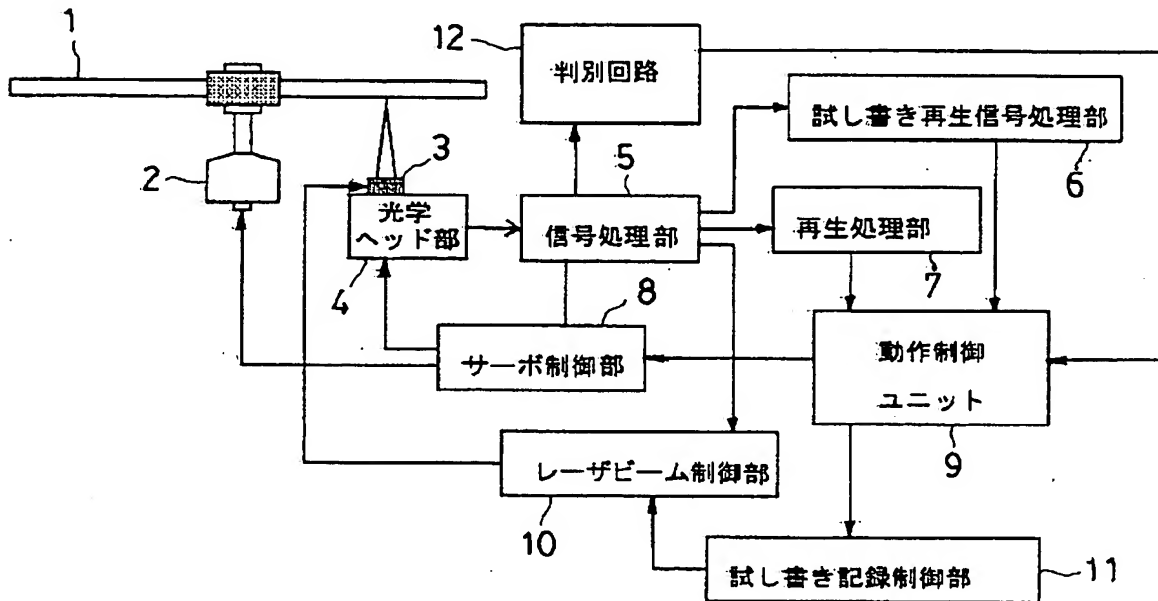 1
12
判別回路
試し書き再生信号処理部
6
2
3
光学
ヘッド部
4
5
信号処理部
再生処理部
7
8
サーボ制御部
動作制御
ユニット
9
レーザビーム制御部
10
試し書き記録制御部
11